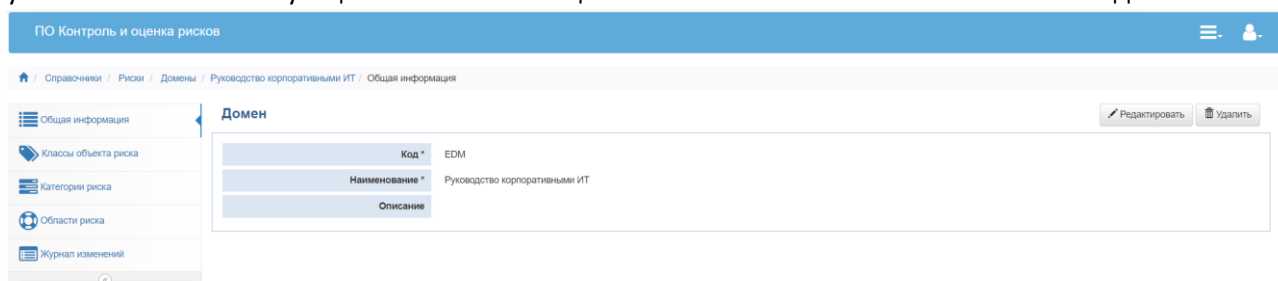 ПО Контроль и оценка рисков
/ Справочники / Риски / Домены / Руководство корпоративными ИТ / Общая информация
Общая информация
Классы объекта риска
Категории риска
Области риска
Журнал изменений
Домен
Редактировать Удалить
Код * EDM
Наименование * Руководство корпоративными ИТ
Описание